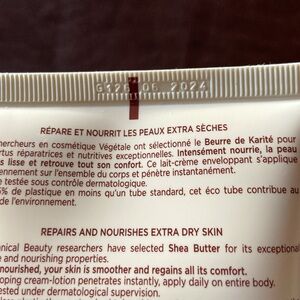 06 2024
RÉPARE ET NOURRIT LES PEAUX EXTRA SÈCHES
hercheurs en cosmétique Végétale ont sélectionné le Beurre de Karité pour
rtus réparatrices et nutritives exceptionnelles. Intensément nourrie, la peau
s lisse et retrouve tout son confort. Ce lait-crème enveloppant s'applique
ennement sur l'ensemble du corps et pénètre instantanément.
e testée sous contrôle dermatologique.
% de plastique en moins qu'un tube standard, cet éco tube contribue au
de l'environnement.
REPAIRS AND NOURISHES EXTRA DRY SKIN
nical Beauty researchers have selected Shea Butter for its exceptional
e and nourishing properties.
nourished, your skin is smoother and regains all its comfort.
loping cream-lotion penetrates instantly, apply daily on entire body.
ested under dermatological supervision.